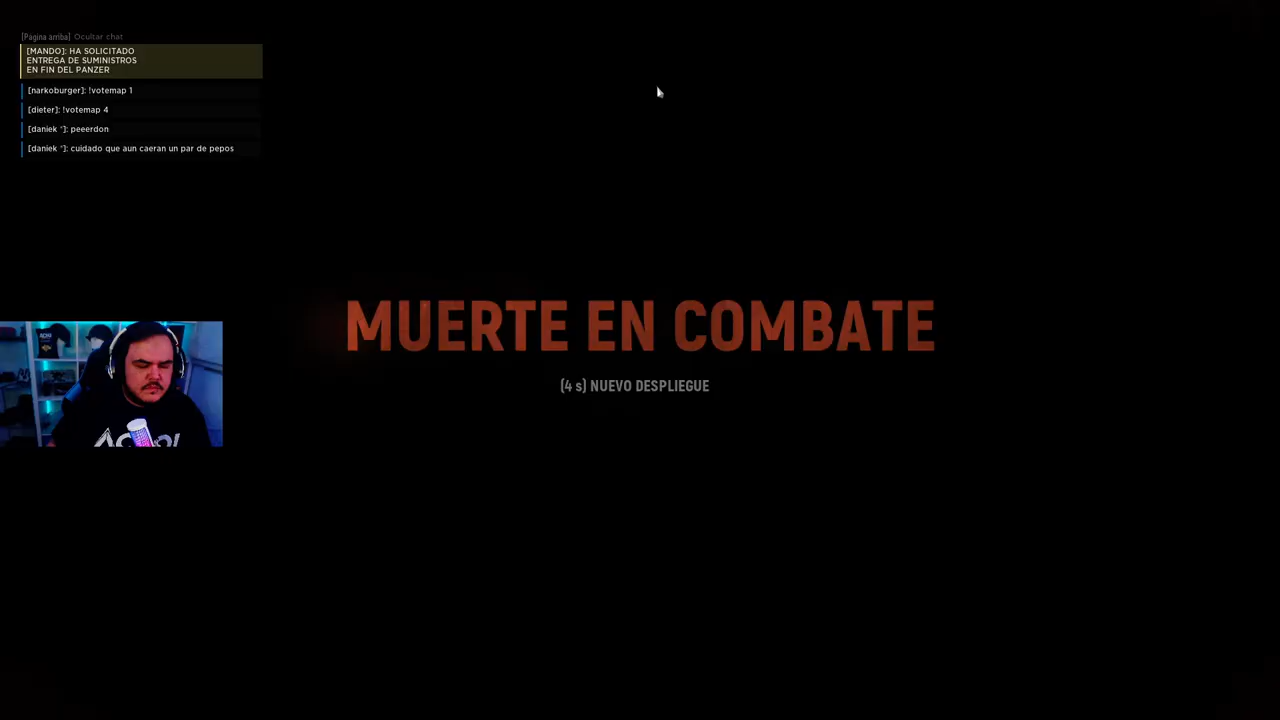 [Página arriba] Ocultar chat
[MANDO]: HA SOLICITADO
ENTREGA DE SUMINISTROS
EN FIN DEL PANZER
[narkoburger]: !votemap 1
[dieter]: !votemap 4
[daniek *]: peeerdon
[daniek *]: cuidado que aun caeran un par de pepos
MUERTE EN COMBATE
(4 s) NUEVO DESPLIEGUE